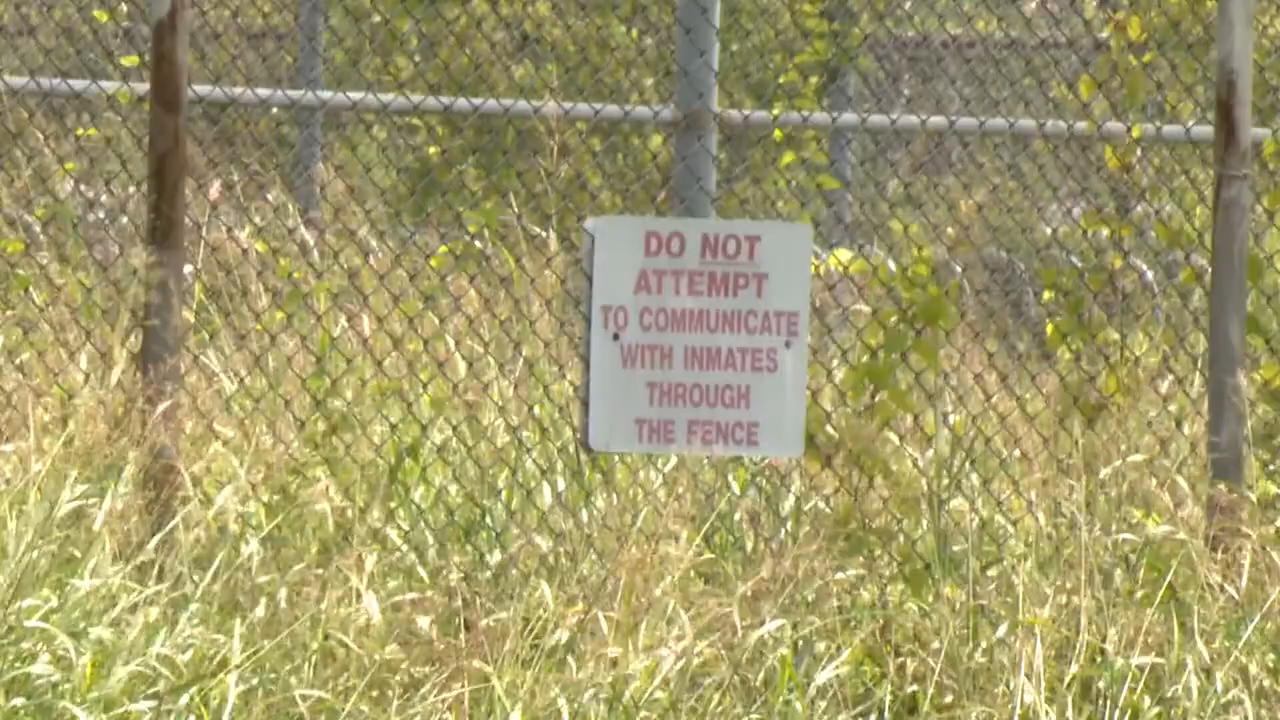 DO NOT
ATTEMPT
TO COMMUNICATE
WITH INMATES
THROUGH
THE FENCE